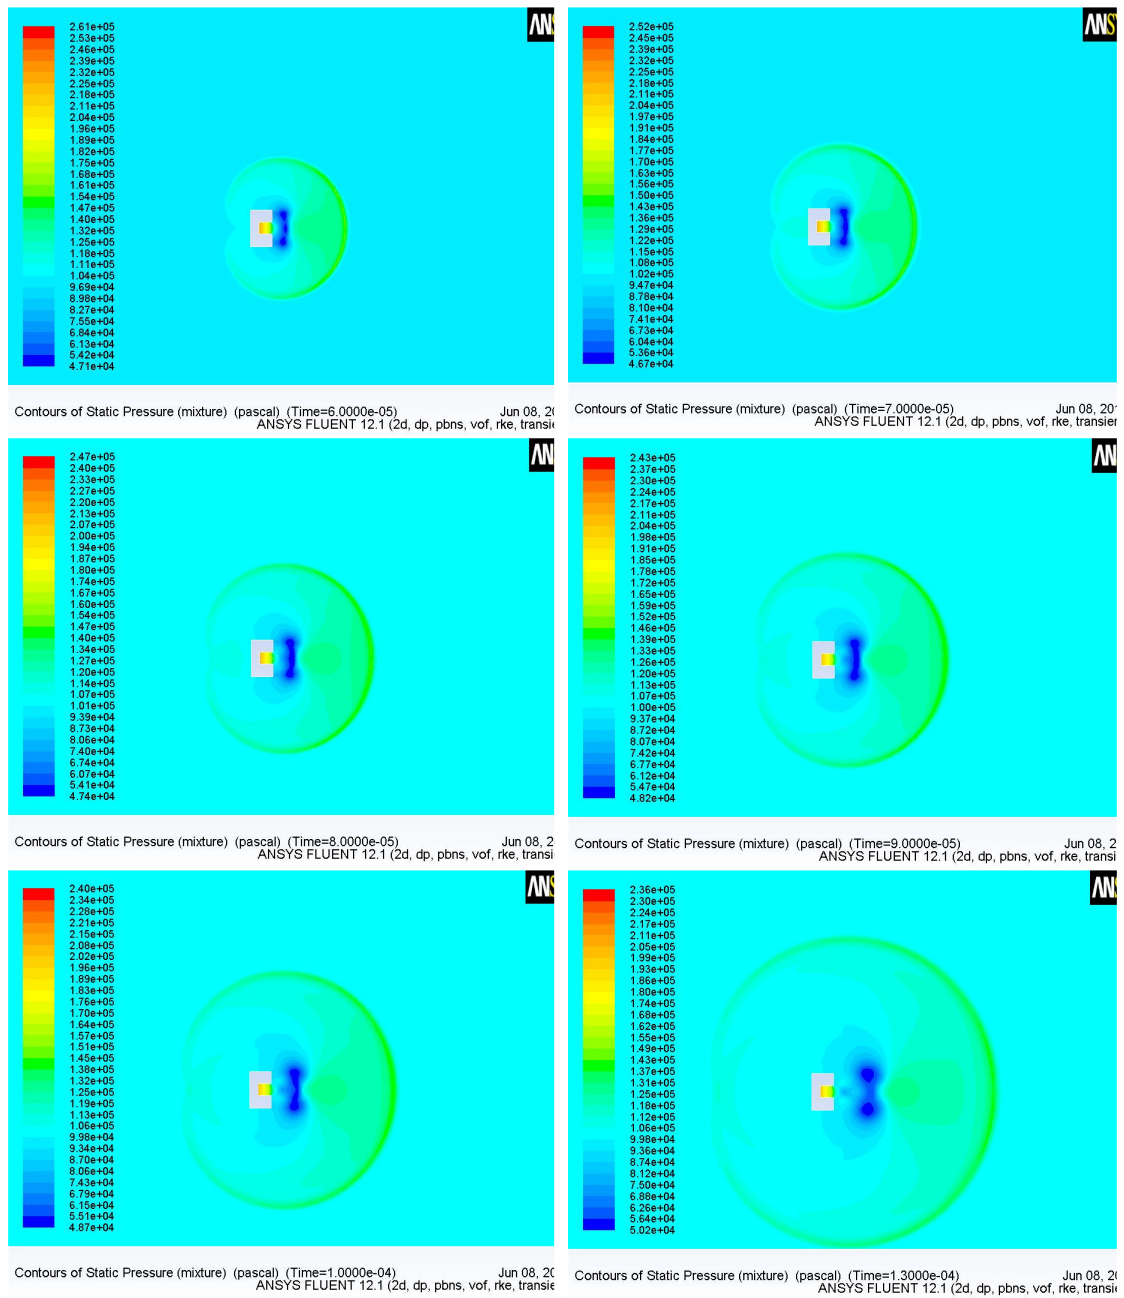 2.61e+05
2.53e+05
2.46e+05
2.39e+05
2.32e+05
2.25e+05
2.18e+05
2.11e+05
2.04e+05
1.96e+05
1.89e+05
1.82e+05
1.75e+05
1.68e+05
1.61e+05
1.54e+05
1.47e+05
1.40e+05
1.32e+05
1.25e+05
1.18e+05
1.11e+05
1.04e+05
9.69e+04
8.98e+04
8.27e+04
7.55e+04
6.84e+04
6.13e+04
5.42e+04
4.71e+04
ANS
Contours of Static Pressure (mixture) (pascal) (Time=6.0000e-05)
Jun 08, 20
ANSYS FLUENT 12.1 (2d, dp, pbns, vof, rke, transie
2.52e+05
2.45e+05
2.39e+05
2.32e+05
2.25e+05
2.18e+05
2.11e+05
2.04e+05
1.97e+05
1.91e+05
1.84e+05
1.77e+05
1.70e+05
1.63e+05
1.56e+05
1.50e+05
1.43e+05
1.36e+05
1.29e+05
1.22e+05
1.15e+05
1.08e+05
1.02e+05
9.47e+04
8.78e+04
8.10e+04
7.41e+04
6.73e+04
6.04e+04
5.36e+04
4.67e+04
ANS
Contours of Static Pressure (mixture) (pascal) (Time=7.0000e-05)
Jun 08, 201
ANSYS FLUENT 12.1 (2d, dp, pbns, vof, rke, transier
2.47e+05
2.40e+05
2.33e+05
2.27e+05
2.20e+05
2.13e+05
2.07e+05
2.00e+05
1.94e+05
1.87e+05
1.80e+05
1.74e+05
1.67e+05
1.60e+05
1.54e+05
1.47e+05
1.40e+05
1.34e+05
1.27e+05
1.20e+05
1.14e+05
1.07e+05
1.01e+05
9.39e+04
8.73e+04
8.06e+04
7.40e+04
6.74e+04
6.07e+04
5.41e+04
4.74e+04
AN
Contours of Static Pressure (mixture) (pascal) (Time=8.0000e-05)
Jun 08, 2
ANSYS FLUENT 12.1 (2d, dp, pbns, vof, rke, transi
2.43e+05
2.37e+05
2.30e+05
2.24e+05
2.17e+05
2.11e+05
2.04e+05
1.98e+05
1.91e+05
1.85e+05
1.78e+05
1.72e+05
1.65e+05
1.59e+05
1.52e+05
1.46e+05
1.39e+05
1.33e+05
1.26e+05
1.20e+05
1.13e+05
1.07e+05
1.00e+05
9.37e+04
8.72e+04
8.07e+04
7.42e+04
6.77e+04
6.12e+04
5.47e+04
4.82e+04
AN
Contours of Static Pressure (mixture) (pascal) (Time=9.0000e-05)
Jun 08, 2
ANSYS FLUENT 12.1 (2d, dp, pbns, vof, rke, transi
2.40e+05
2.34e+05
2.28e+05
2.21e+05
2.15e+05
2.08e+05
2.02e+05
1.96e+05
1.89e+05
1.83e+05
1.76e+05
1.70e+05
1.64e+05
1.57e+05
1.51e+05
1.45e+05
1.38e+05
1.32e+05
1.25e+05
1.19e+05
1.13e+05
1.06e+05
9.98e+04
9.34e+04
8.70e+04
8.06e+04
7.43e+04
6.79e+04
6.15e+04
5.51e+04
4.87e+04
ANS
Contours of Static Pressure (mixture) (pascal) (Time=1.0000e-04)
Jun 08, 20
ANSYS FLUENT 12.1 (2d, dp, pbns, vof, rke, transie
2.36e+05
2.30e+05
2.24e+05
2.17e+05
2.11e+05
2.05e+05
1.99e+05
1.93e+05
1.86e+05
1.80e+05
1.74e+05
1.68e+05
1.62e+05
1.55e+05
1.49e+05
1.43e+05
1.37e+05
1.31e+05
1.25e+05
1.18e+05
1.12e+05
1.06e+05
9.98e+04
9.36e+04
8.74e+04
8.12e+04
7.50e+04
6.88e+04
6.26e+04
5.64e+04
5.02e+04
AN
Contours of Static Pressure (mixture) (pascal) (Time=1.3000e-04)
Jun 08, 20
ANSYS FLUENT 12.1 (2d, dp, pbns, vof, rke, transie